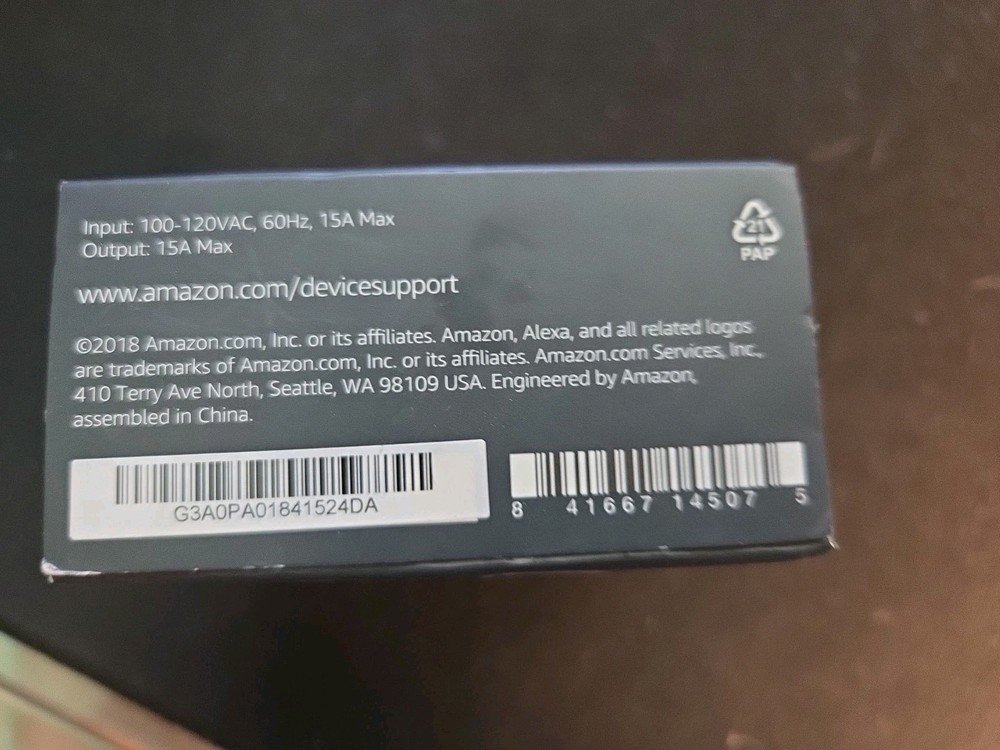 Input: 100-120VAC, 60Hz, 15A Max
Output: 15A Max
www.amazon.com/devicesupport
©2018 Amazon.com, Inc. or its affiliates. Amazon, Alexa, and all related logos
are trademarks of Amazon.com, Inc. or its affiliates. Amazon.com Services, Inc.,
410 Terry Ave North, Seattle, WA 98109 USA. Engineered by Amazon,
assembled in China.
21
PAP
G3A0PA01841524DA
8 41667 14507 5